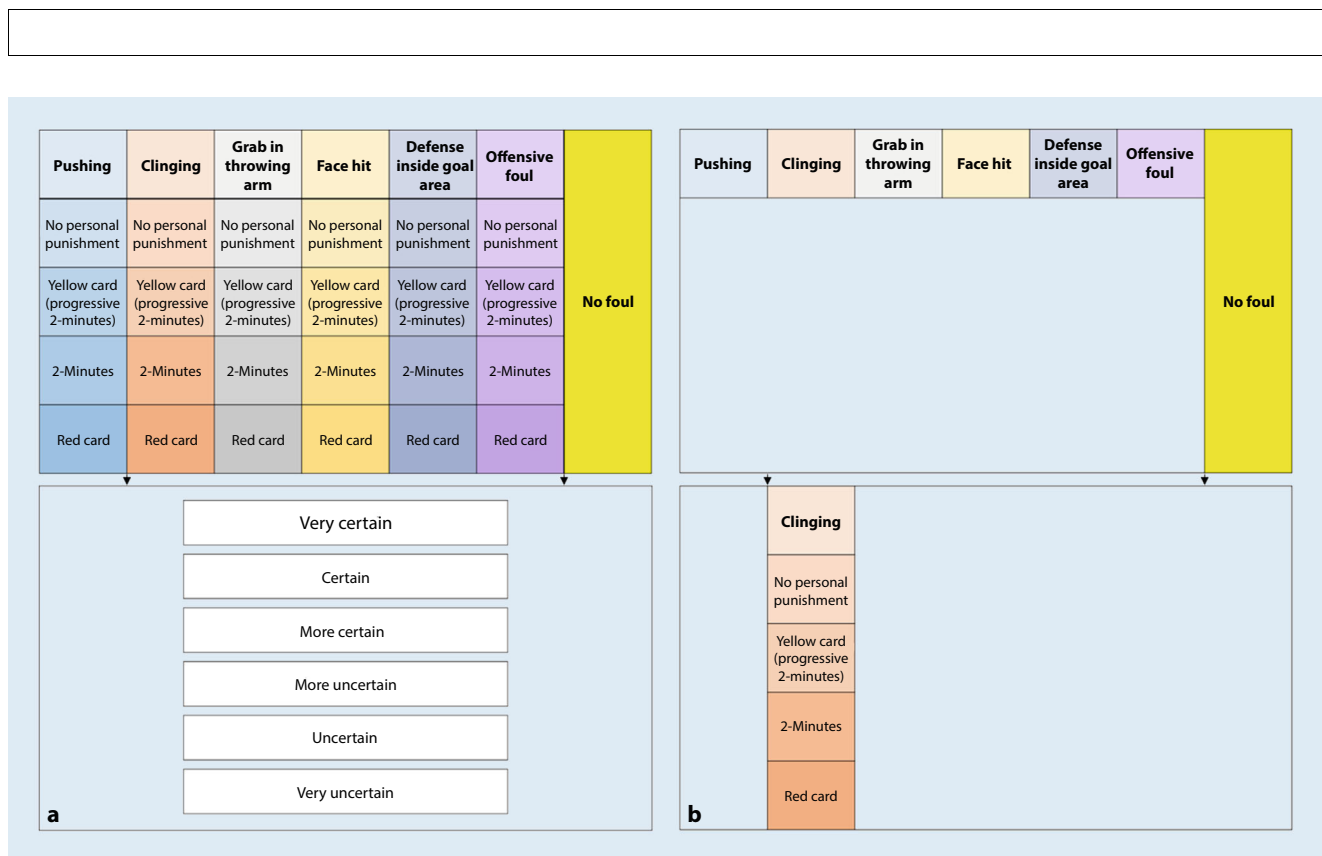 Pushing
Clinging
Grab in
throwing
arm
Face hit
Defense
inside goal
area
Offensive
foul
No personal
punishment
No personal
punishment
No personal
punishment
No personal
punishment
No personal
punishment
No personal
punishment
Yellow card
(progressive
2-minutes)
Yellow card
(progressive
2-minutes)
Yellow card
(progressive
2-minutes)
Yellow card
(progressive
2-minutes)
Yellow card
(progressive
2-minutes)
Yellow card
(progressive
2-minutes)
No foul
2-Minutes
2-Minutes
2-Minutes
2-Minutes
2-Minutes
2-Minutes
Red card
Red card
Red card
Red card
Red card
Red card
Very certain
Certain
More certain
More uncertain
Uncertain
Very uncertain
a
Pushing
Clinging
Grab in
throwing
arm
Face hit
Defense
inside goal
area
Offensive
foul
No foul
Clinging
No personal
punishment
Yellow card
(progressive
2-minutes)
2-Minutes
Red card
b